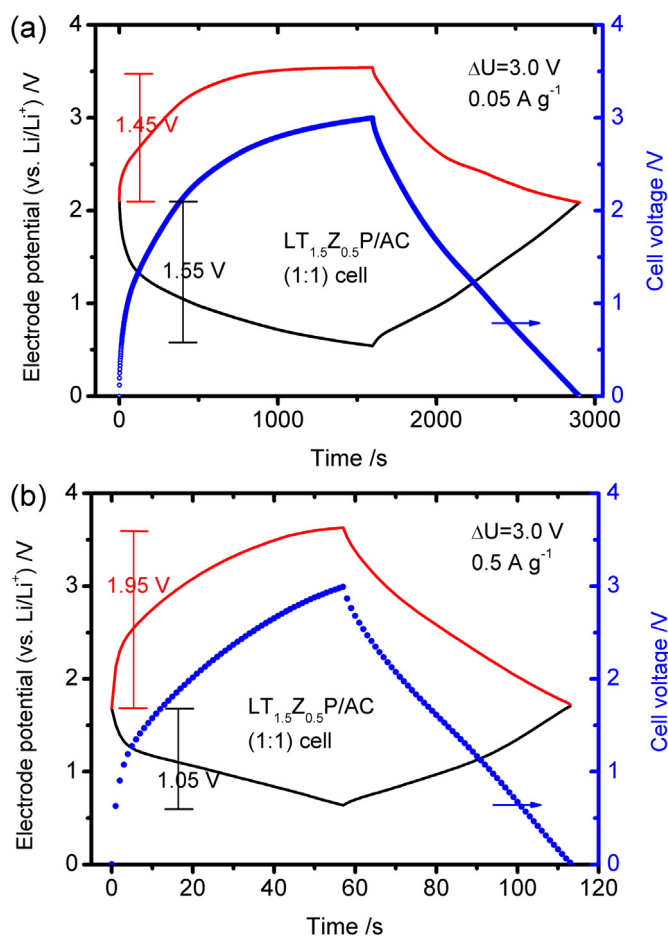 (a)
4
3
2
1
0
Electrode potential (vs. Li/Li⁺) /V
1.45 V
1.55 V
ΔU=3.0 V
0.05 A g⁻¹
LT₁.₅Z₀.₅P/AC
(1:1) cell
4
3
2
1
0
Cell voltage /V
0 1000 2000 3000
Time /s
(b)
4
3
2
1
0
Electrode potential (vs. Li/Li⁺) /V
1.95 V
1.05 V
ΔU=3.0 V
0.5 A g⁻¹
LT₁.₅Z₀.₅P/AC
(1:1) cell
4
3
2
1
0
Cell voltage /V
0 20 40 60 80 100 120
Time /s